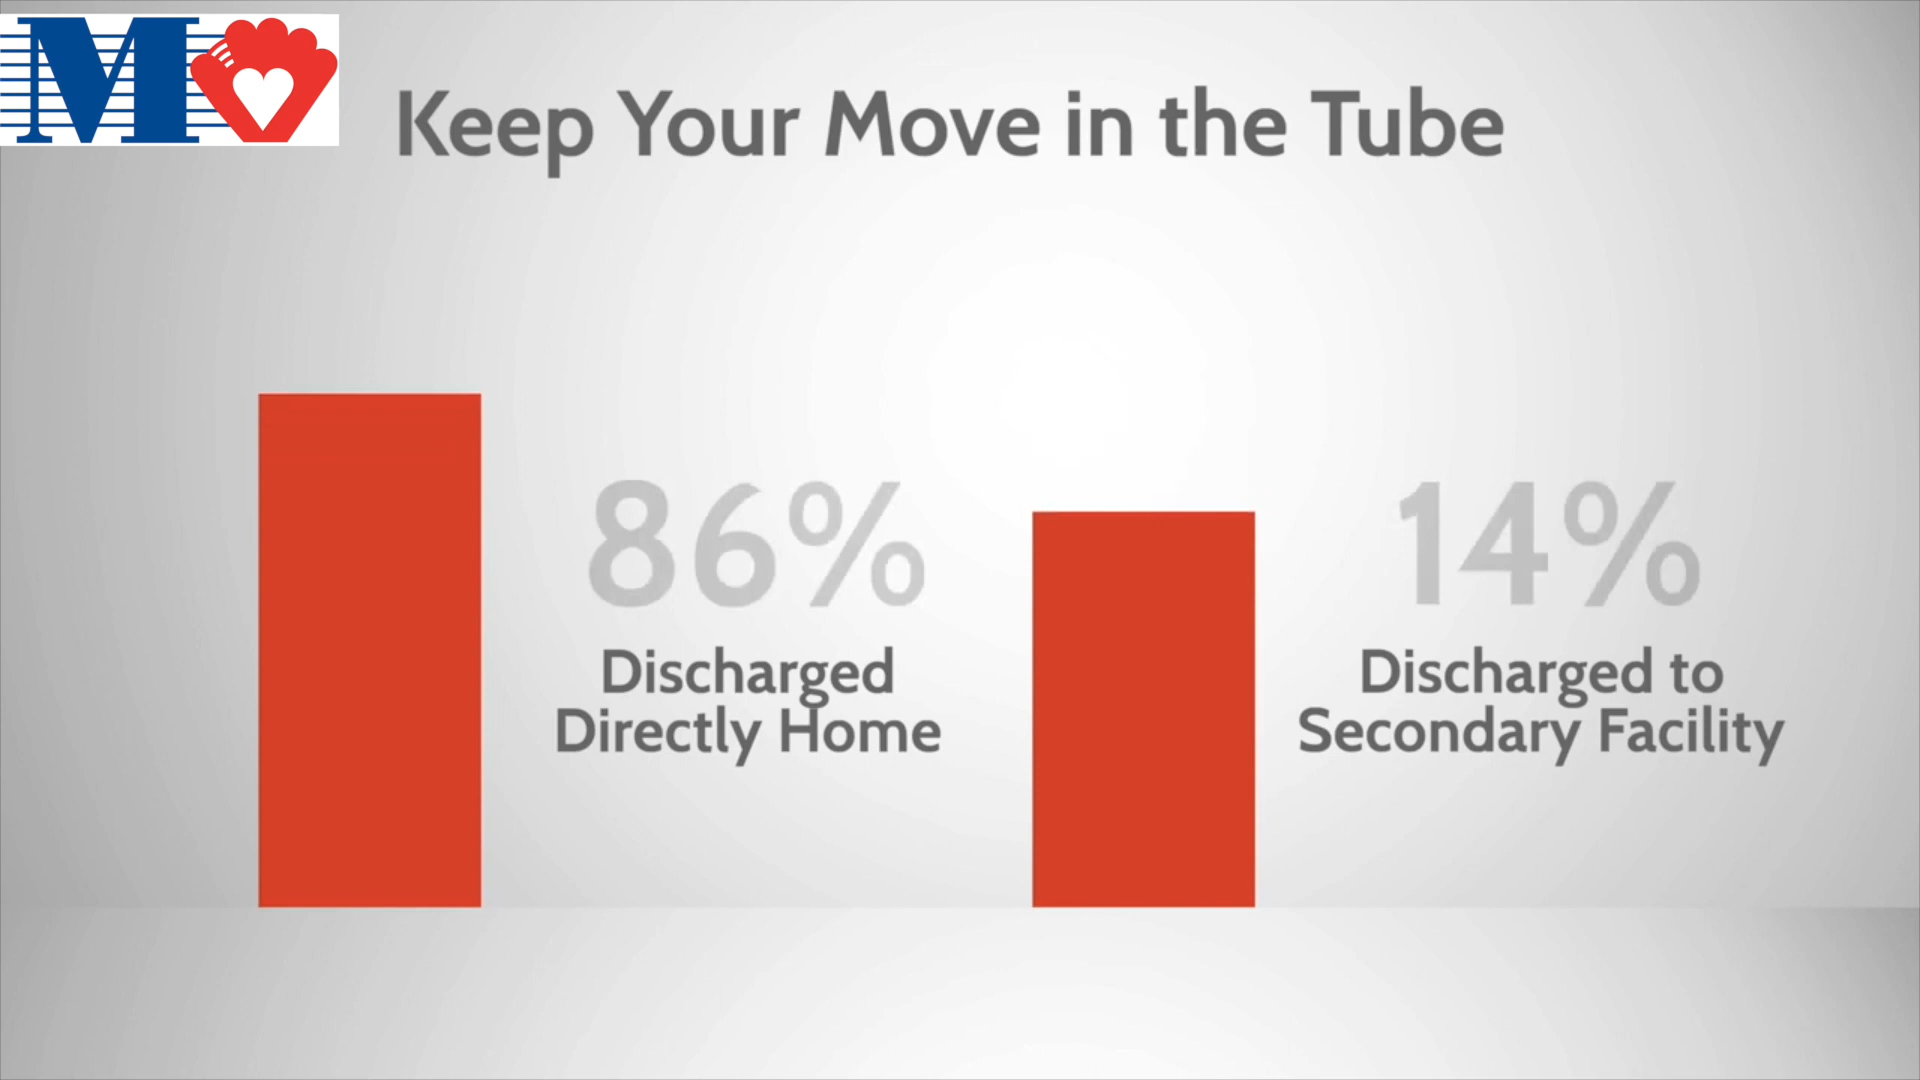 M
Keep Your Move in the Tube
86%
Discharged
Directly Home
14%
Discharged to
Secondary Facility